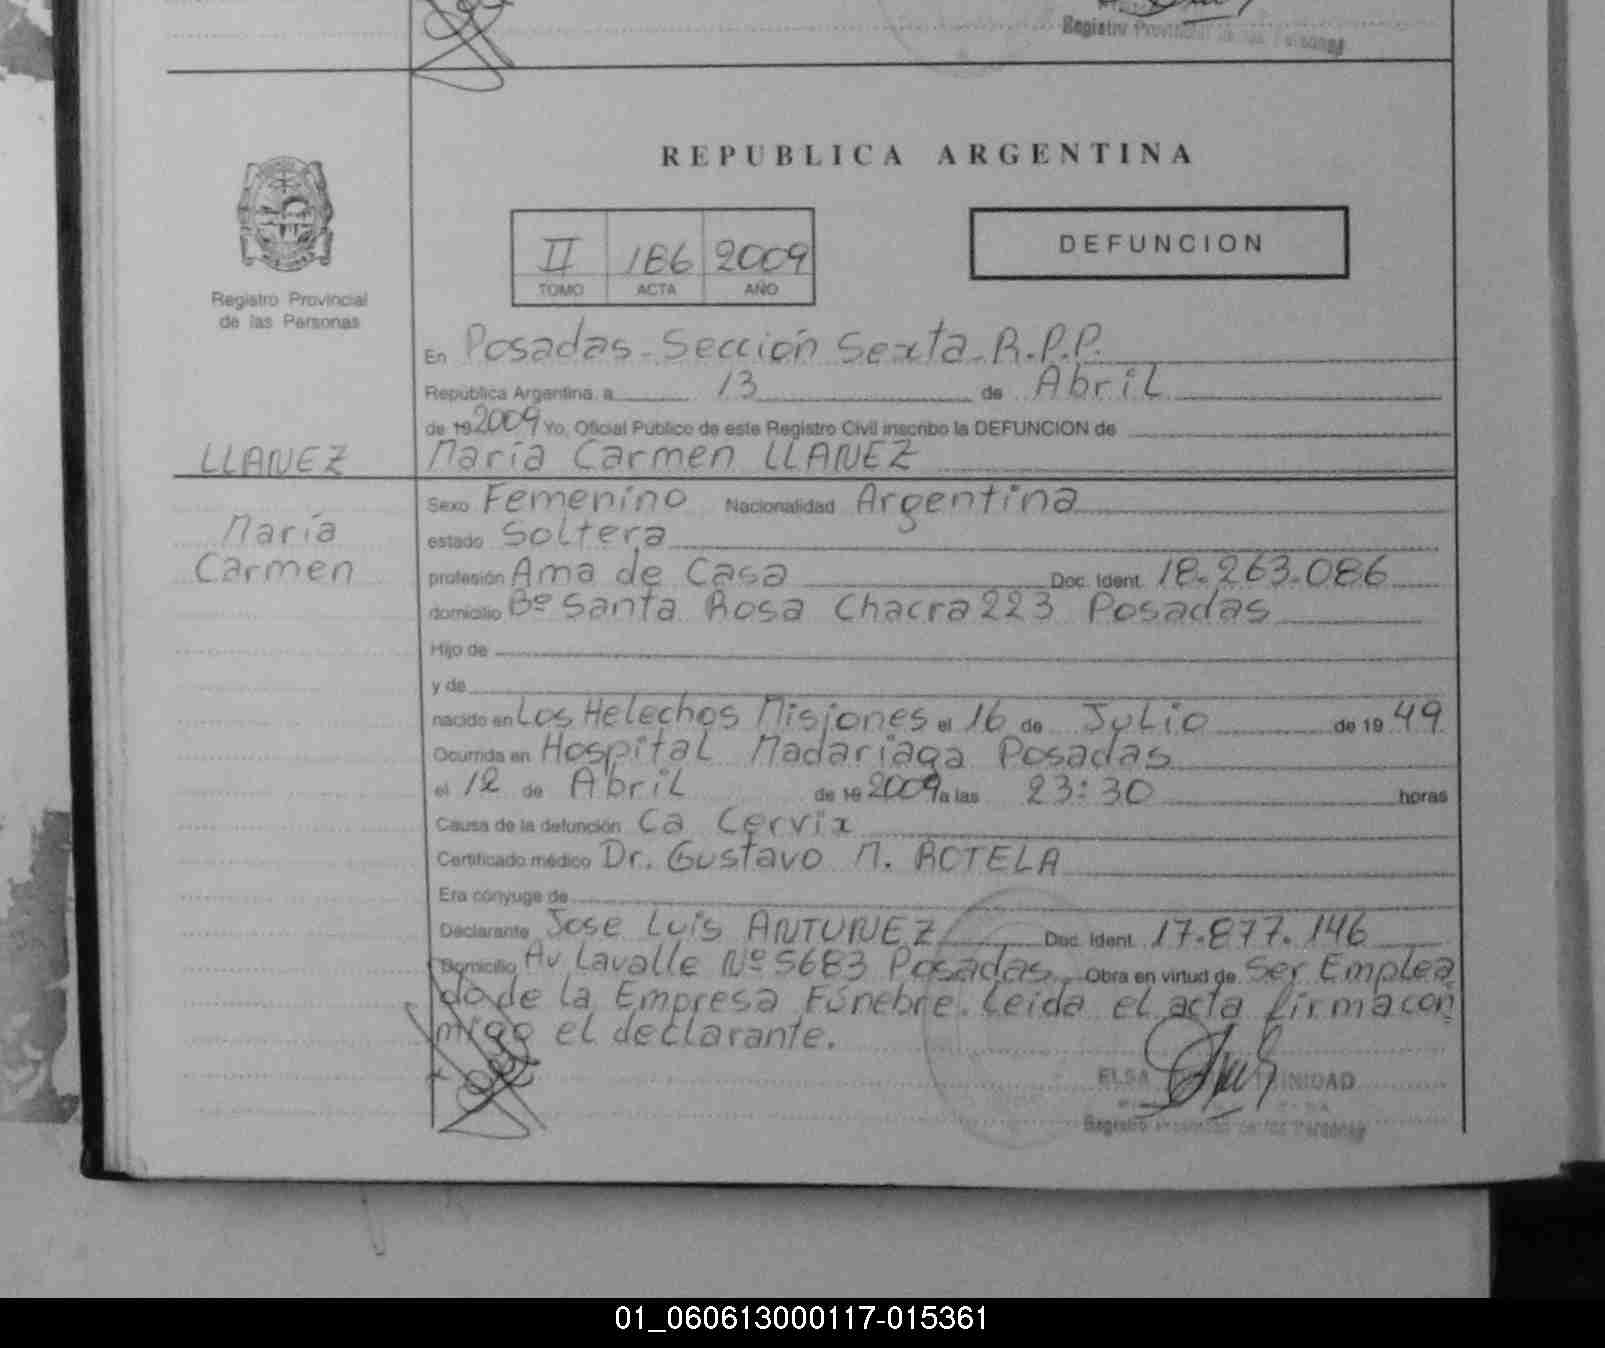 Registro Provincial de las Personas
REPUBLICA ARGENTINA
II 186 2009
TOMO ACTA AÑO
DEFUNCION
Registro Provincial
de las Personas
En Posadas - Sección Sexta - R.P.P.
República Argentina, a 13 de Abril
de 19 2009 Yo, Oficial Público de este Registro Civil inscribo la DEFUNCION de
LLANEZ
María Carmen LLANEZ
María
Carmen
Sexo Femenino Nacionalidad Argentina
estado Soltera
profesión Ama de Casa Doc. Ident. 18.263.086
domicilio Bº Santa Rosa Chacra 223 Posadas
Hijo de
y de
nacido en Los Helechos Misiones el 16 de Julio de 19 49
Ocurrida en Hospital Madariaga Posadas
el 12 de Abril de 19 2009 a las 23:30 horas
Causa de la defunción Ca Cervix
Certificado médico Dr. Gustavo M. ROTELA
Era cónyuge de
Declarante Jose Luis ANTUNEZ Doc. Ident. 17.877.146
Domicilio Av. Lavalle Nº 5683 Posadas Obra en virtud de Ser Emplea
do de la Empresa Fúnebre. Leida el acta firma con
migo el declarante.
ELSA TRINIDAD
Registro Provincial de las Personas
01_060613000117-015361